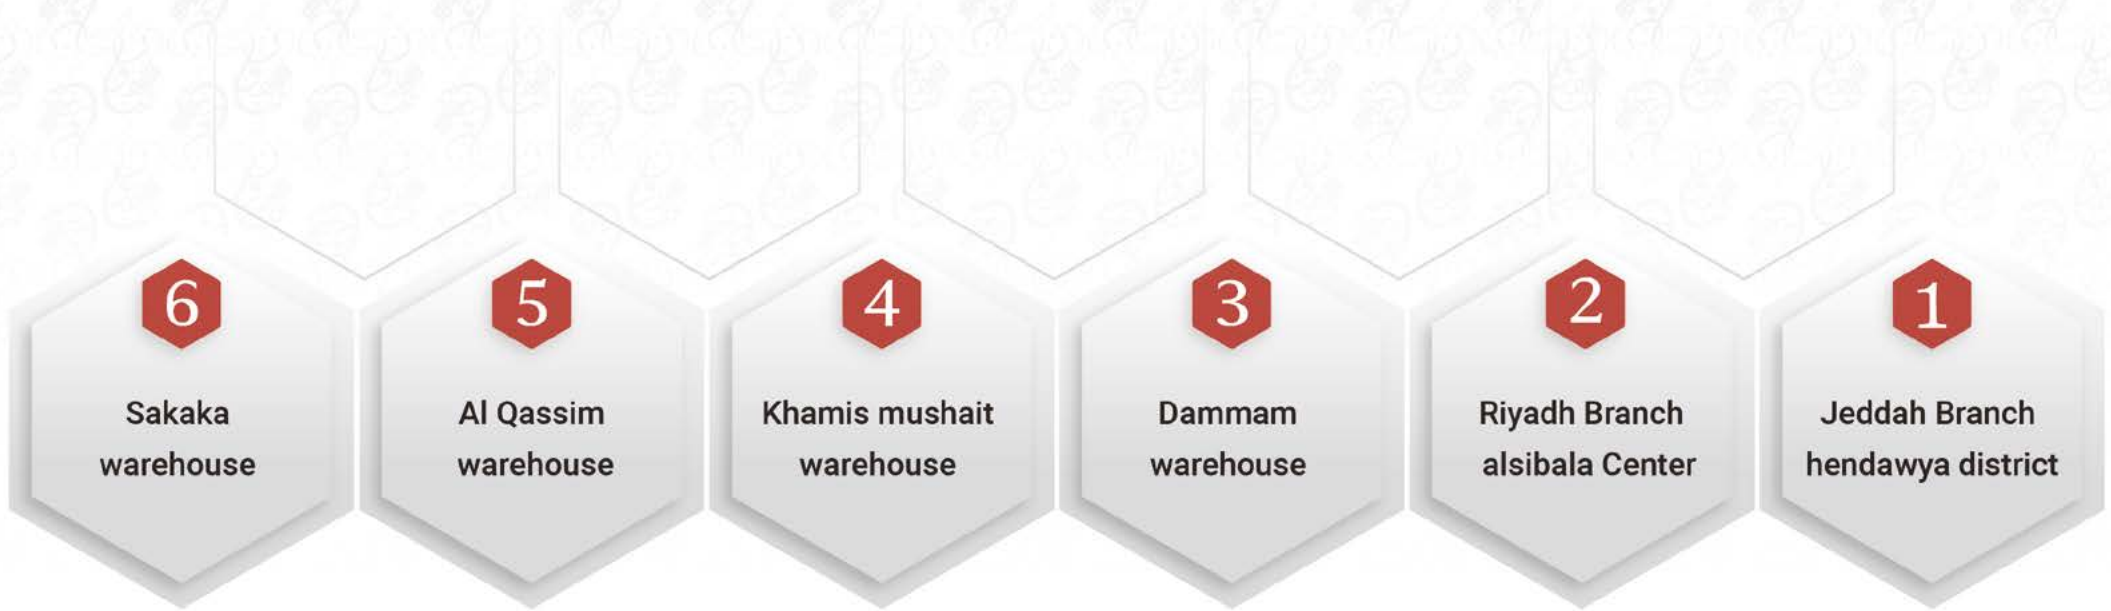 6
Sakaka
warehouse
5
Al Qassim
warehouse
4
Khamis mushait
warehouse
3
Dammam
warehouse
2
Riyadh Branch
alsibala Center
1
Jeddah Branch
hendawya district